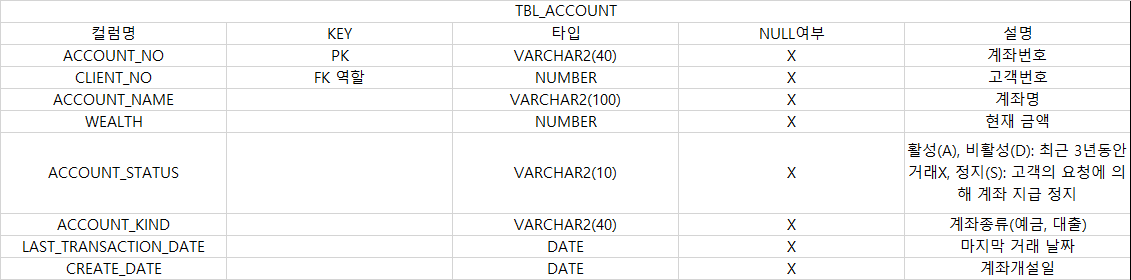 TBL_ACCOUNT
컬럼명 KEY 타입 NULL여부 설명
ACCOUNT_NO PK VARCHAR2(40) X 계좌번호
CLIENT_NO FK 역할 NUMBER X 고객번호
ACCOUNT_NAME VARCHAR2(100) X 계좌명
WEALTH NUMBER X 현재 금액
ACCOUNT_STATUS VARCHAR2(10) X 활성(A), 비활성(D): 최근 3년동안
거래X, 정지(S): 고객의 요청에 의
해 계좌 지급 정지
ACCOUNT_KIND VARCHAR2(40) X 계좌종류(예금, 대출)
LAST_TRANSACTION_DATE DATE X 마지막 거래 날짜
CREATE_DATE DATE X 계좌개설일